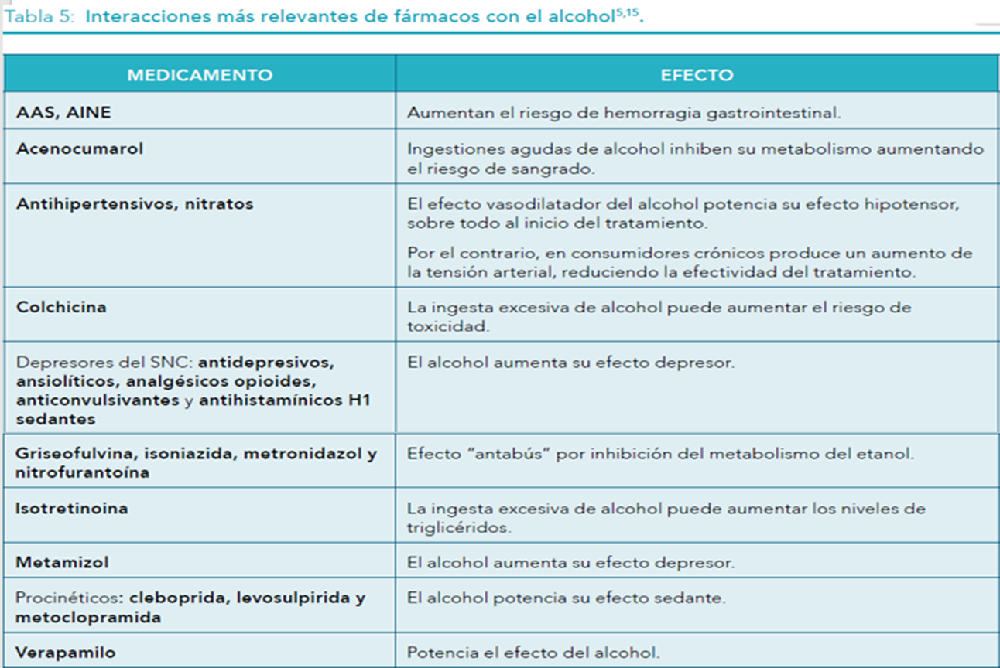 Tabla 5: Interacciones más relevantes de fármacos con el alcohol5,15.
MEDICAMENTO
EFECTO
AAS, AINE
Aumentan el riesgo de hemorragia gastrointestinal.
Acenocumarol
Ingestiones agudas de alcohol inhiben su metabolismo aumentando
el riesgo de sangrado.
Antihipertensivos, nitratos
El efecto vasodilatador del alcohol potencia su efecto hipotensor,
sobre todo al inicio del tratamiento.
Por el contrario, en consumidores crónicos produce un aumento de
la tensión arterial, reduciendo la efectividad del tratamiento.
Colchicina
La ingesta excesiva de alcohol puede aumentar el riesgo de
toxicidad.
Depresores del SNC: antidepresivos,
ansiolíticos, analgésicos opioides,
anticonvulsivantes y antihistamínicos H1
sedantes
El alcohol aumenta su efecto depresor.
Griseofulvina, isoniazida, metronidazol y
nitrofurantoína
Efecto “antabús” por inhibición del metabolismo del etanol.
Isotretinoina
La ingesta excesiva de alcohol puede aumentar los niveles de
triglicéridos.
Metamizol
El alcohol aumenta su efecto depresor.
Procinéticos: cleboprida, levosulpirida y
metoclopramida
El alcohol potencia su efecto sedante.
Verapamilo
Potencia el efecto del alcohol.